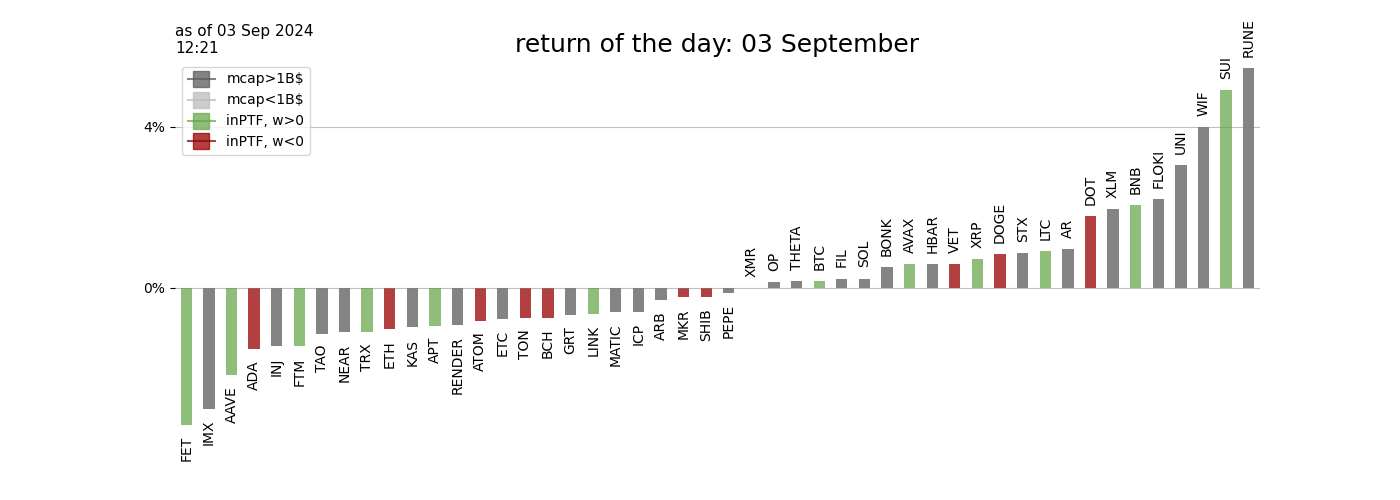 as of 03 Sep 2024
12:21
return of the day: 03 September
mcap>1B$
mcap<1B$
inPTF, w>0
inPTF, w<0
4%
0%
FET
IMX
AAVE
ADA
INJ
FTM
TAO
NEAR
TRX
ETH
KAS
APT
RENDER
ATOM
ETC
TON
BCH
GRT
LINK
MATIC
ICP
ARB
MKR
SHIB
PEPE
XMR
OP
THETA
BTC
FIL
SOL
BONK
AVAX
HBAR
VET
XRP
DOGE
STX
LTC
AR
DOT
XLM
BNB
FLOKI
UNI
WIF
SUI
RUNE